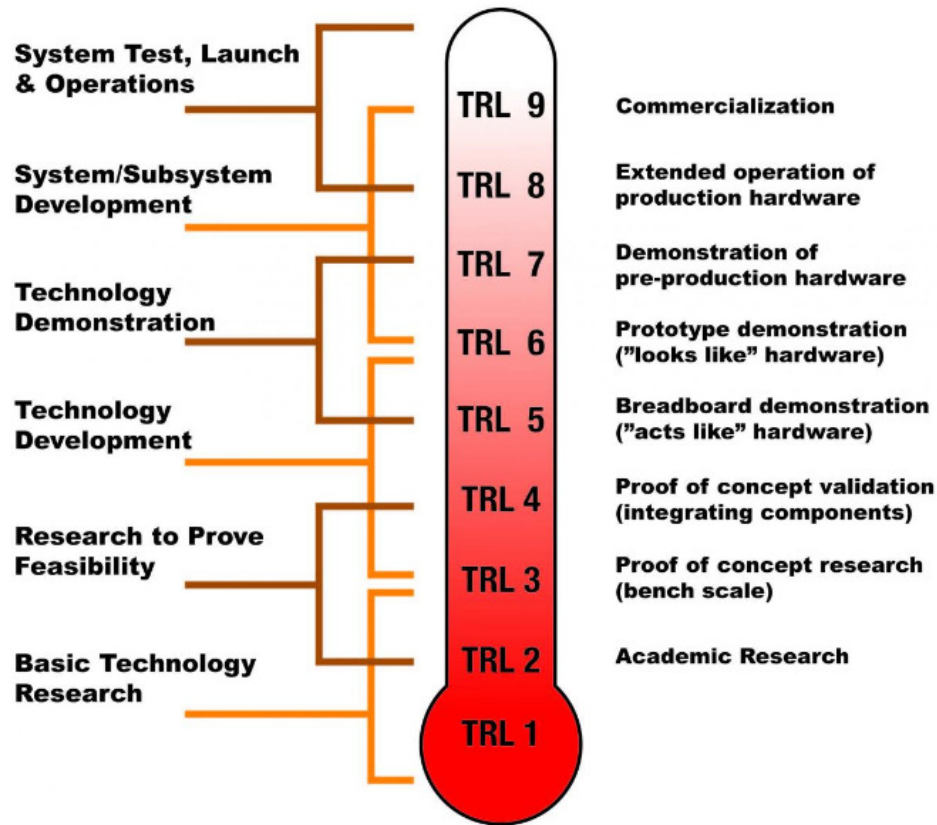 System Test, Launch
& Operations
System/Subsystem
Development
Technology
Demonstration
Technology
Development
Research to Prove
Feasibility
Basic Technology
Research
TRL 9
TRL 8
TRL 7
TRL 6
TRL 5
TRL 4
TRL 3
TRL 2
TRL 1
Commercialization
Extended operation of
production hardware
Demonstration of
pre-production hardware
Prototype demonstration
(”looks like” hardware)
Breadboard demonstration
(”acts like” hardware)
Proof of concept validation
(integrating components)
Proof of concept research
(bench scale)
Academic Research